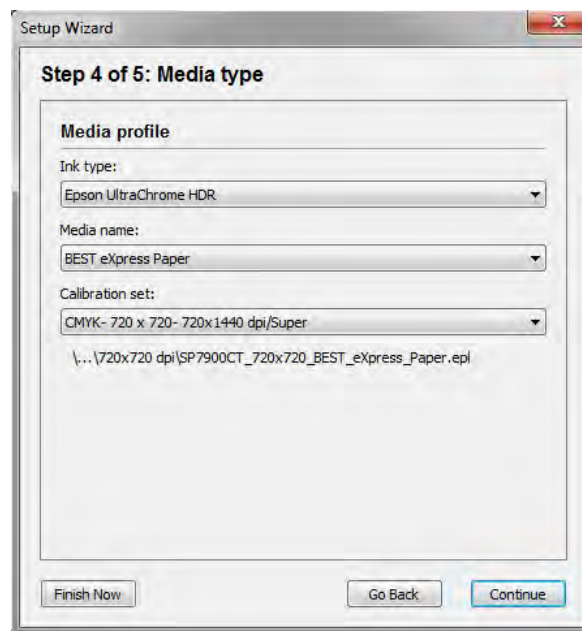 Setup Wizard
Step 4 of 5: Media type
Media profile
Ink type:
Epson UltraChrome HDR
Media name:
BEST eXpress Paper
Calibration set:
CMYK- 720 x 720- 720x1440 dpi/Super
\...\720x720 dpi\SP7900CT_720x720_BEST_eXpress_Paper.epl
Finish Now Go Back Continue